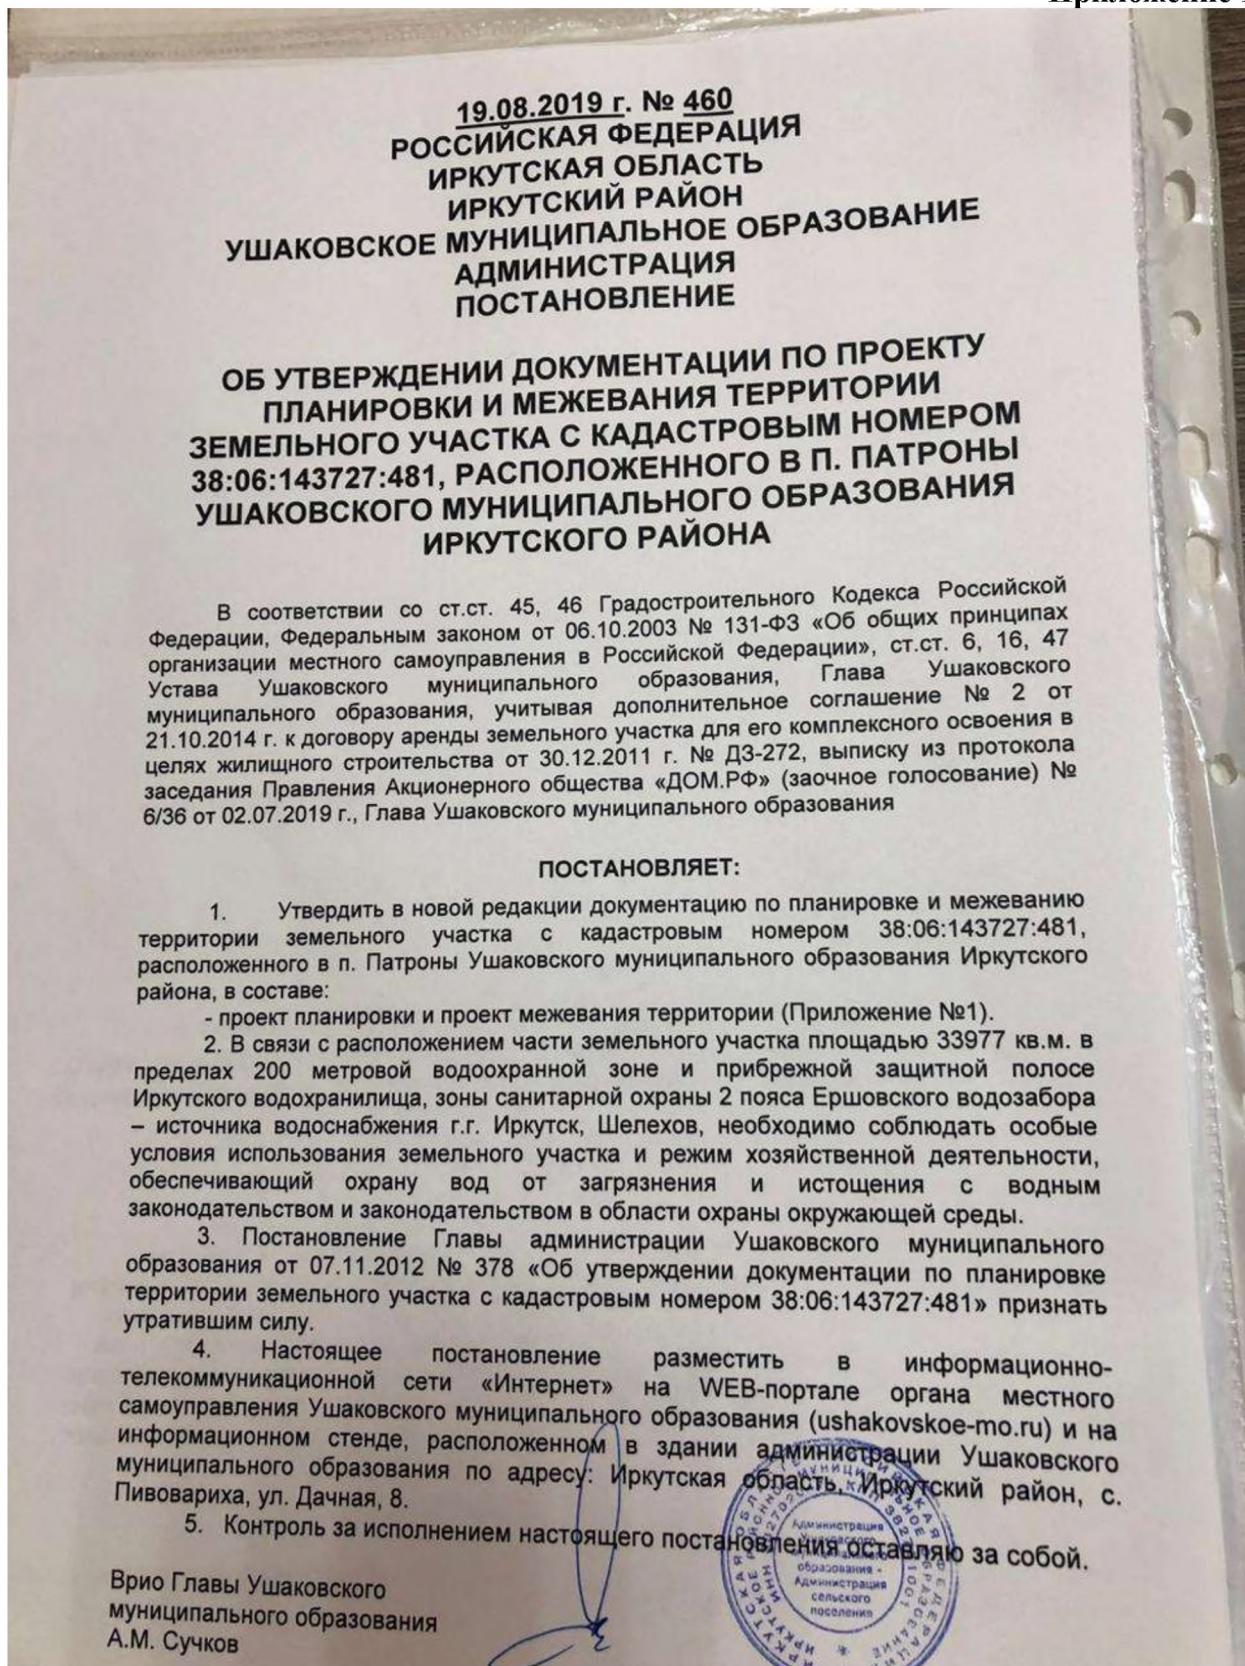 Приложение
19.08.2019 г. № 460
РОССИЙСКАЯ ФЕДЕРАЦИЯ
ИРКУТСКАЯ ОБЛАСТЬ
ИРКУТСКИЙ РАЙОН
УШАКОВСКОЕ МУНИЦИПАЛЬНОЕ ОБРАЗОВАНИЕ
АДМИНИСТРАЦИЯ
ПОСТАНОВЛЕНИЕ
ОБ УТВЕРЖДЕНИИ ДОКУМЕНТАЦИИ ПО ПРОЕКТУ
ПЛАНИРОВКИ И МЕЖЕВАНИЯ ТЕРРИТОРИИ
ЗЕМЕЛЬНОГО УЧАСТКА С КАДАСТРОВЫМ НОМЕРОМ
38:06:143727:481, РАСПОЛОЖЕННОГО В П. ПАТРОНЫ
УШАКОВСКОГО МУНИЦИПАЛЬНОГО ОБРАЗОВАНИЯ
ИРКУТСКОГО РАЙОНА
В соответствии со ст.ст. 45, 46 Градостроительного Кодекса Российской
Федерации, Федеральным законом от 06.10.2003 № 131-ФЗ «Об общих принципах
организации местного самоуправления в Российской Федерации», ст.ст. 6, 16, 47
Устава Ушаковского муниципального образования, Глава Ушаковского
муниципального образования, учитывая дополнительное соглашение № 2 от
21.10.2014 г. к договору аренды земельного участка для его комплексного освоения в
целях жилищного строительства от 30.12.2011 г. № ДЗ-272, выписку из протокола
заседания Правления Акционерного общества «ДОМ.РФ» (заочное голосование) №
6/36 от 02.07.2019 г., Глава Ушаковского муниципального образования
ПОСТАНОВЛЯЕТ:
1. Утвердить в новой редакции документацию по планировке и межеванию
территории земельного участка с кадастровым номером 38:06:143727:481,
расположенного в п. Патроны Ушаковского муниципального образования Иркутского
района, в составе:
- проект планировки и проект межевания территории (Приложение №1).
2. В связи с расположением части земельного участка площадью 33977 кв.м. в
пределах 200 метровой водоохранной зоне и прибрежной защитной полосе
Иркутского водохранилища, зоны санитарной охраны 2 пояса Ершовского водозабора
– источника водоснабжения г.г. Иркутск, Шелехов, необходимо соблюдать особые
условия использования земельного участка и режим хозяйственной деятельности,
обеспечивающий охрану вод от загрязнения и истощения с водным
законодательством и законодательством в области охраны окружающей среды.
3. Постановление Главы администрации Ушаковского муниципального
образования от 07.11.2012 № 378 «Об утверждении документации по планировке
территории земельного участка с кадастровым номером 38:06:143727:481» признать
утратившим силу.
4. Настоящее постановление разместить в информационно-
телекоммуникационной сети «Интернет» на WEB-портале органа местного
самоуправления Ушаковского муниципального образования (ushakovskoe-mo.ru) и на
информационном стенде, расположенном в здании администрации Ушаковского
муниципального образования по адресу: Иркутская область, Иркутский район, с.
Пивовариха, ул. Дачная, 8.
5. Контроль за исполнением настоящего постановления оставляю за собой.
Врио Главы Ушаковского
муниципального образования
А.М. Сучков
Администрация
Ушаковского
муниципального
образования -
Администрация
сельского
поселения